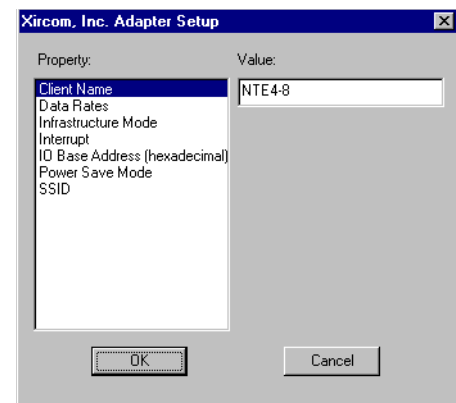 Xircom, Inc. Adapter Setup
Property:
Value:
Client Name
NTE4-8
Data Rates
Infrastructure Mode
Interrupt
IO Base Address (hexadecimal)
Power Save Mode
SSID
OK
Cancel